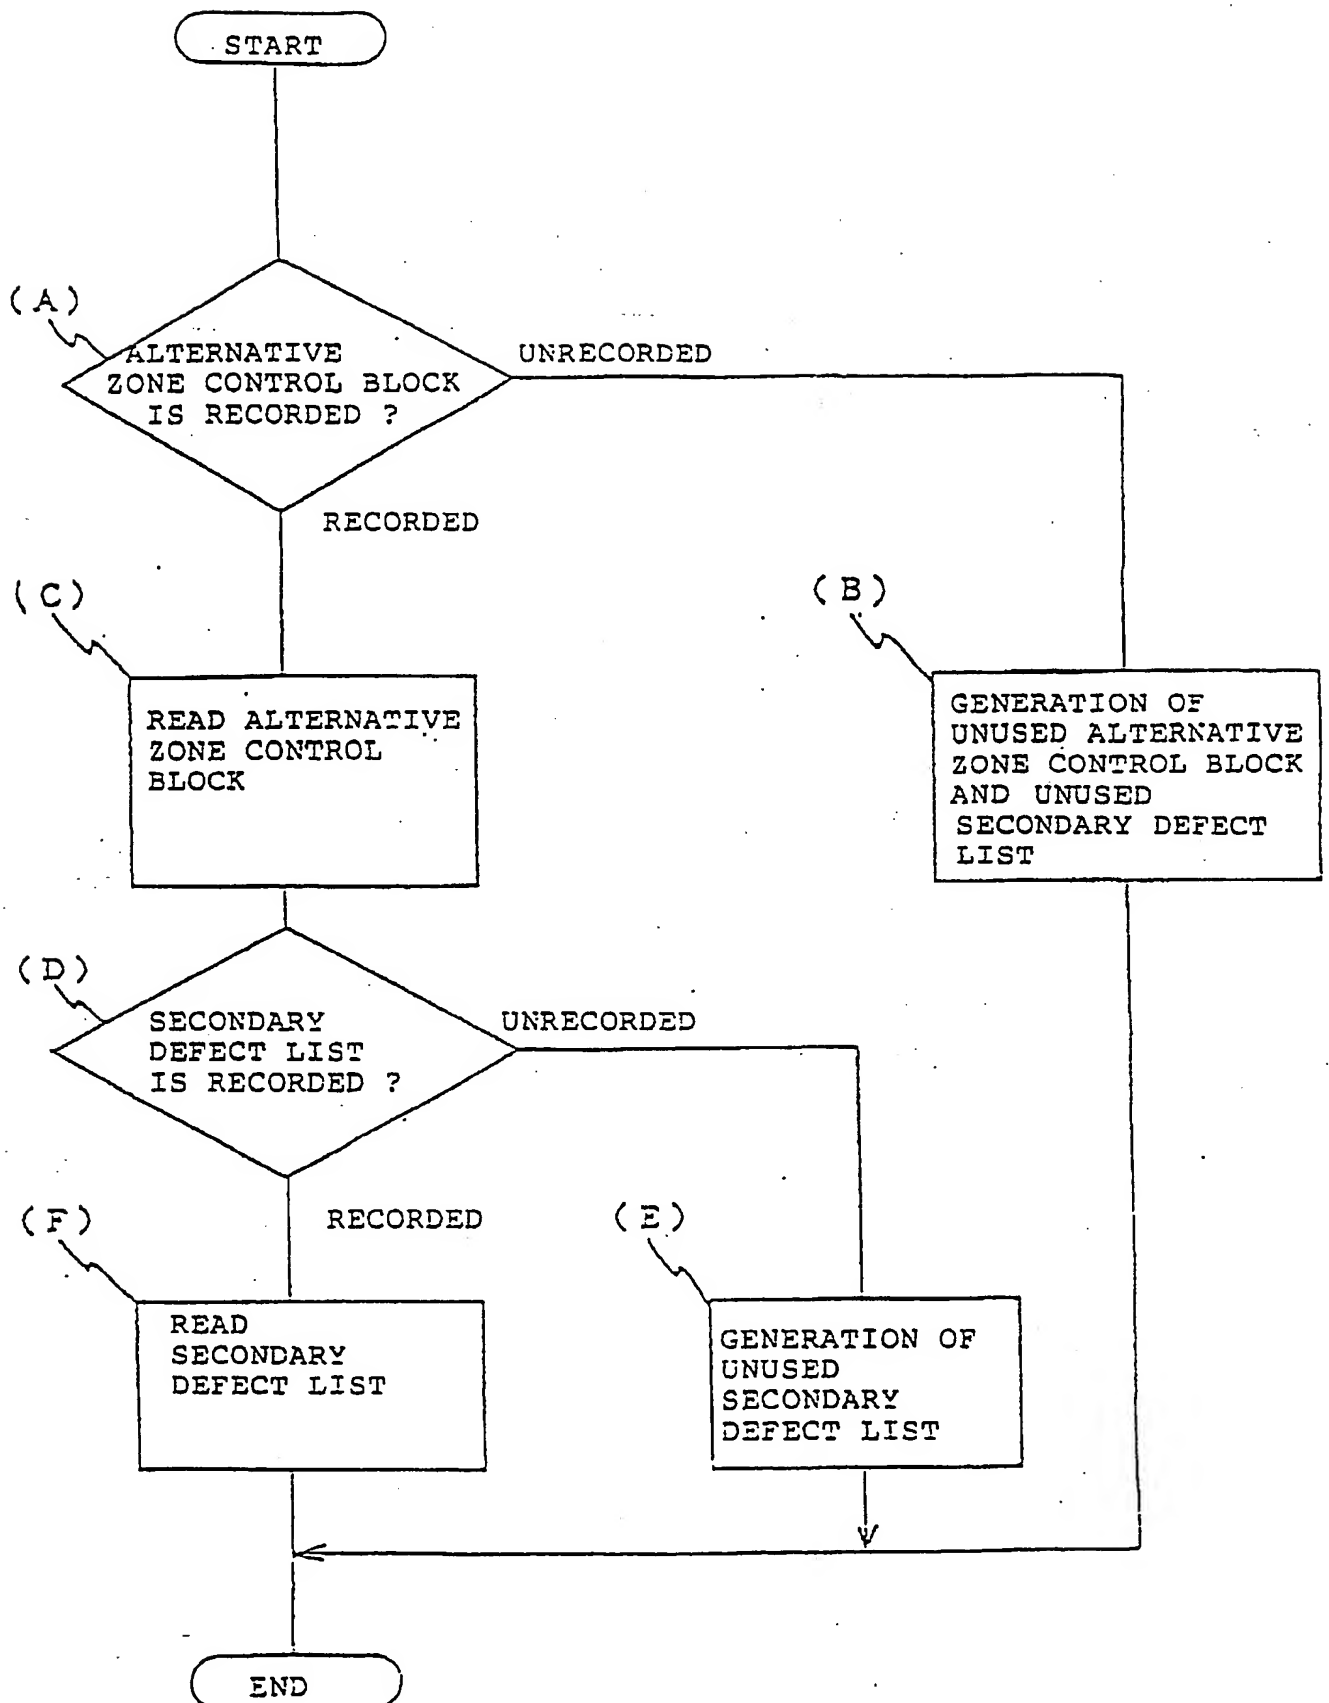 START
(A)
ALTERNATIVE
ZONE CONTROL BLOCK
IS RECORDED ?
UNRECORDED
RECORDED
(C)
READ ALTERNATIVE
ZONE CONTROL
BLOCK
(B)
GENERATION OF
UNUSED ALTERNATIVE
ZONE CONTROL BLOCK
AND UNUSED
SECONDARY DEFECT
LIST
(D)
SECONDARY
DEFECT LIST
IS RECORDED ?
UNRECORDED
RECORDED
(F)
READ
SECONDARY
DEFECT LIST
(E)
GENERATION OF
UNUSED
SECONDARY
DEFECT LIST
END